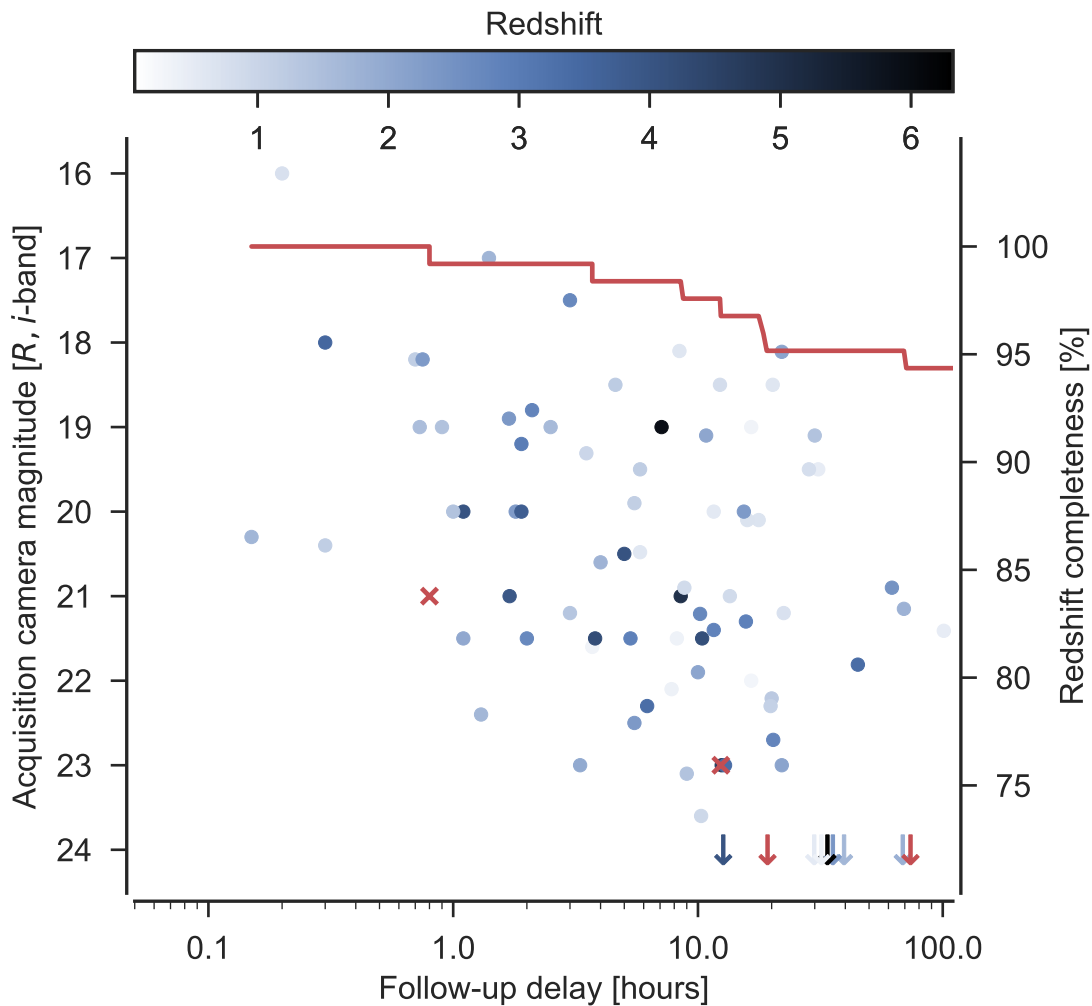 Redshift
1 2 3 4 5 6
Acquisition camera magnitude [R, i-band]
16
17
18
19
20
21
22
23
24
100
95
90
85
80
75
Redshift completeness [%]
0.1 1.0 10.0 100.0
Follow-up delay [hours]